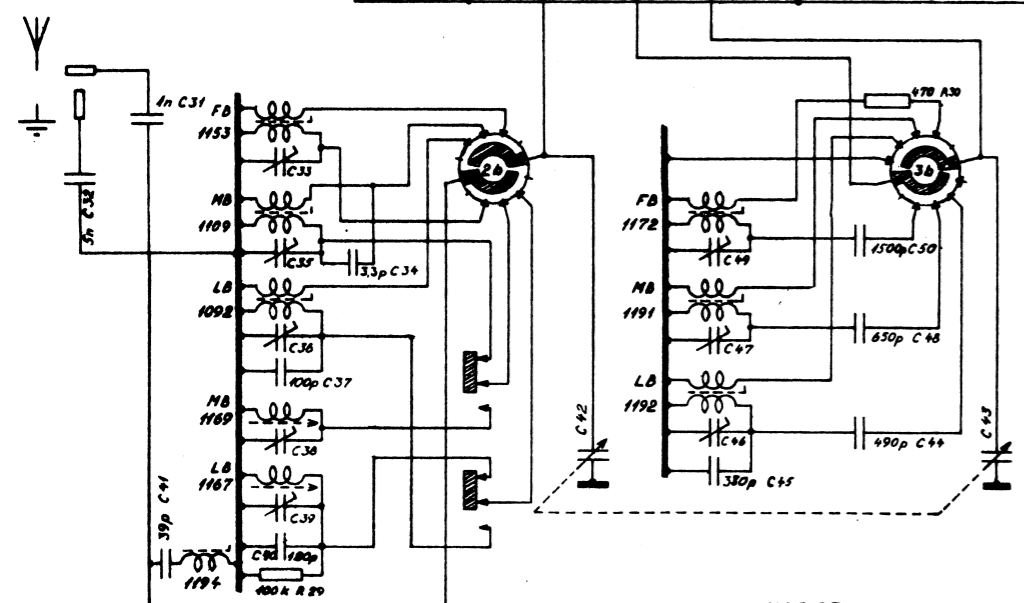 1n C31
5n C32
FB
1153
C33
MB
1109
C35
3,3p C34
LB
1092
C36
100p C37
MB
1169
C38
LB
1167
C39
C40 180p
100k R29
39p C41
1194
2b
C42
470 R30
3b
FB
1172
C49
1500p C50
MB
1191
C47
650p C48
LB
1192
C46
490p C44
380p C45
C43